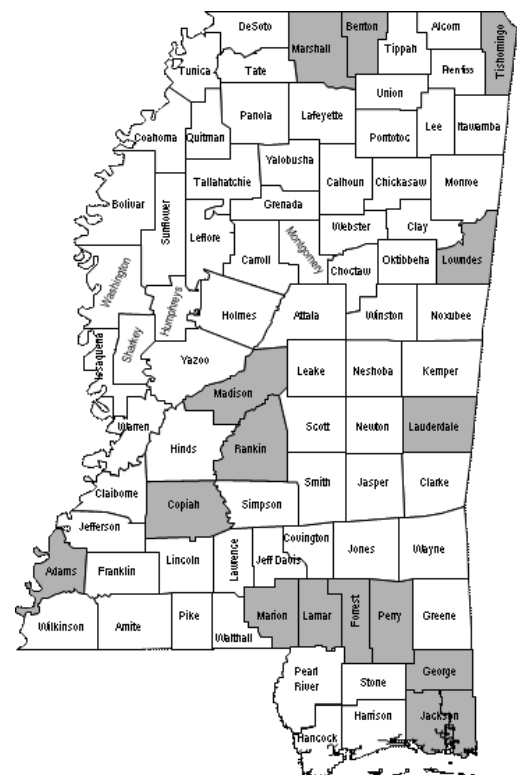 DeSoto
Marshall
Benton
Tippah
Alcorn
Tishomingo
Tunica
Tate
Prentiss
Union
Panola
Lafeyette
Pontotoc
Lee
Itawamba
Coahoma
Quitman
Yalobusha
Tallahatchie
Calhoun
Chickasaw
Monroe
Bolivar
Sunflower
Grenada
Leflore
Webster
Clay
Carroll
Montgomery
Choctaw
Oktibbeha
Lowndes
Washington
Humphreys
Holmes
Attala
Winston
Noxubee
Sharkey
Yazoo
Leake
Neshoba
Kemper
Madison
Warren
Hinds
Rankin
Scott
Newton
Lauderdale
Claiborne
Copiah
Simpson
Smith
Jasper
Clarke
Jefferson
Adams
Franklin
Lincoln
Lawrence
Jeff Davis
Covington
Jones
Wayne
Wilkinson
Amite
Pike
Walthall
Marion
Lamar
Forrest
Perry
Greene
Pearl
River
Stone
George
Hancock
Harrison
Jackson